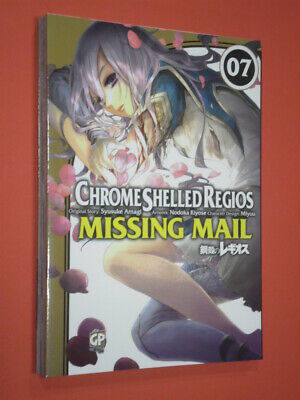 07
CHROME SHELLED REGIOS
Original Story: Syusuke Amagi Artwork: Nodoka Kiyose Character Design: Miyuu
MISSING MAIL
鋼殻のレギオス
GP